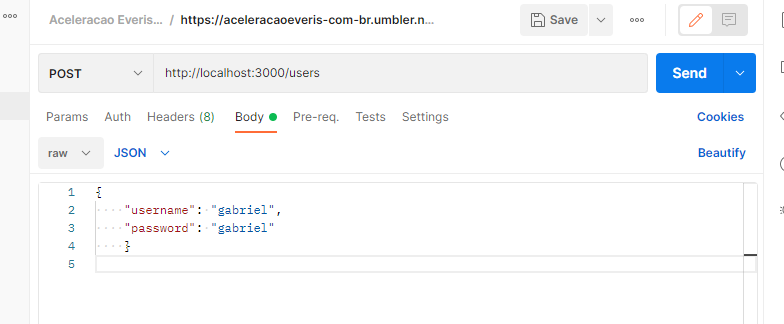 Aceleracao Everis... / https://aceleracaoeveris-com-br.umbler.n... Save
POST http://localhost:3000/users Send
Params Auth Headers (8) Body Pre-req. Tests Settings Cookies
raw JSON Beautify
1 {
2 "username": "gabriel",
3 "password": "gabriel"
4 }
5